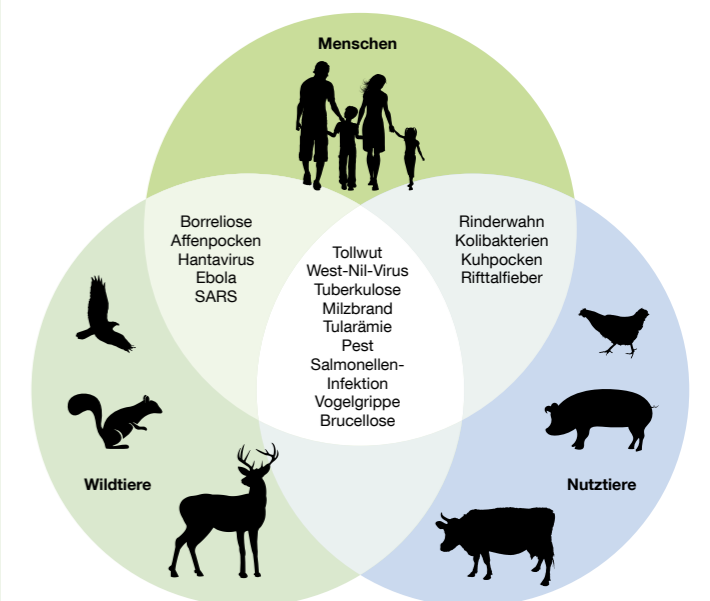 Menschen
Borreliose
Affenpocken
Hantavirus
Ebola
SARS
Tollwut
West-Nil-Virus
Tuberkulose
Milzbrand
Tularämie
Pest
Salmonellen-
Infektion
Vogelgrippe
Brucellose
Rinderwahn
Kolibakterien
Kuhpocken
Rifttalfieber
Wildtiere
Nutztiere